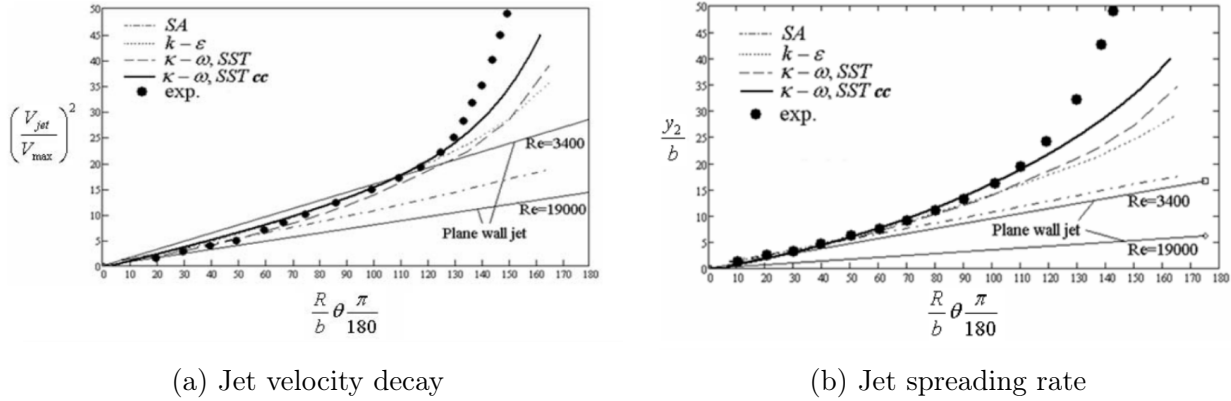 50
45
40
35
30
25
20
15
10
5
0
(V_jet / V_max)^2
SA
k − ε
κ − ω, SST
κ − ω, SST cc
exp.
Re=3400
Re=19000
Plane wall jet
0 10 20 30 40 50 60 70 80 90 100 110 120 130 140 150 160 170 180
R/b θ π/180
(a) Jet velocity decay
50
45
40
35
30
25
20
15
10
5
0
y_2/b
SA
k − ε
κ − ω, SST
κ − ω, SST cc
exp.
Re=3400
Plane wall jet
Re=19000
0 10 20 30 40 50 60 70 80 90 100 110 120 130 140 150 160 170 175 180
R/b θ π/180
(b) Jet spreading rate